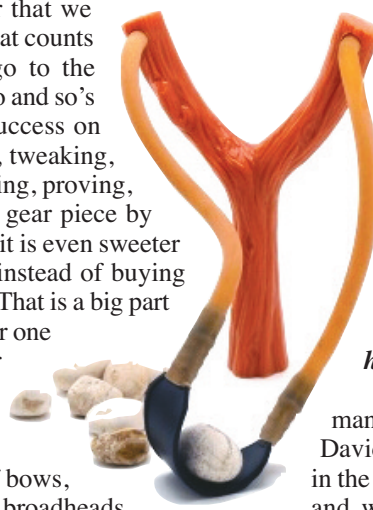 r that we
at counts
go to the
o and so's
uccess on
, tweaking,
ing, proving,
gear piece by
it is even sweeter
instead of buying
That is a big part
r one
f bows,
broadheads
h
man
Davi
in the
and w